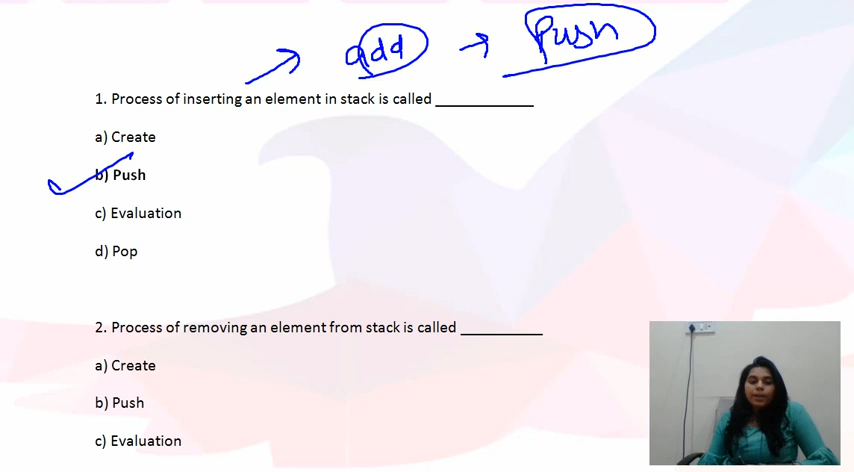 → add → Push
1. Process of inserting an element in stack is called ____________
a) Create
b) Push
c) Evaluation
d) Pop
2. Process of removing an element from stack is called __________
a) Create
b) Push
c) Evaluation